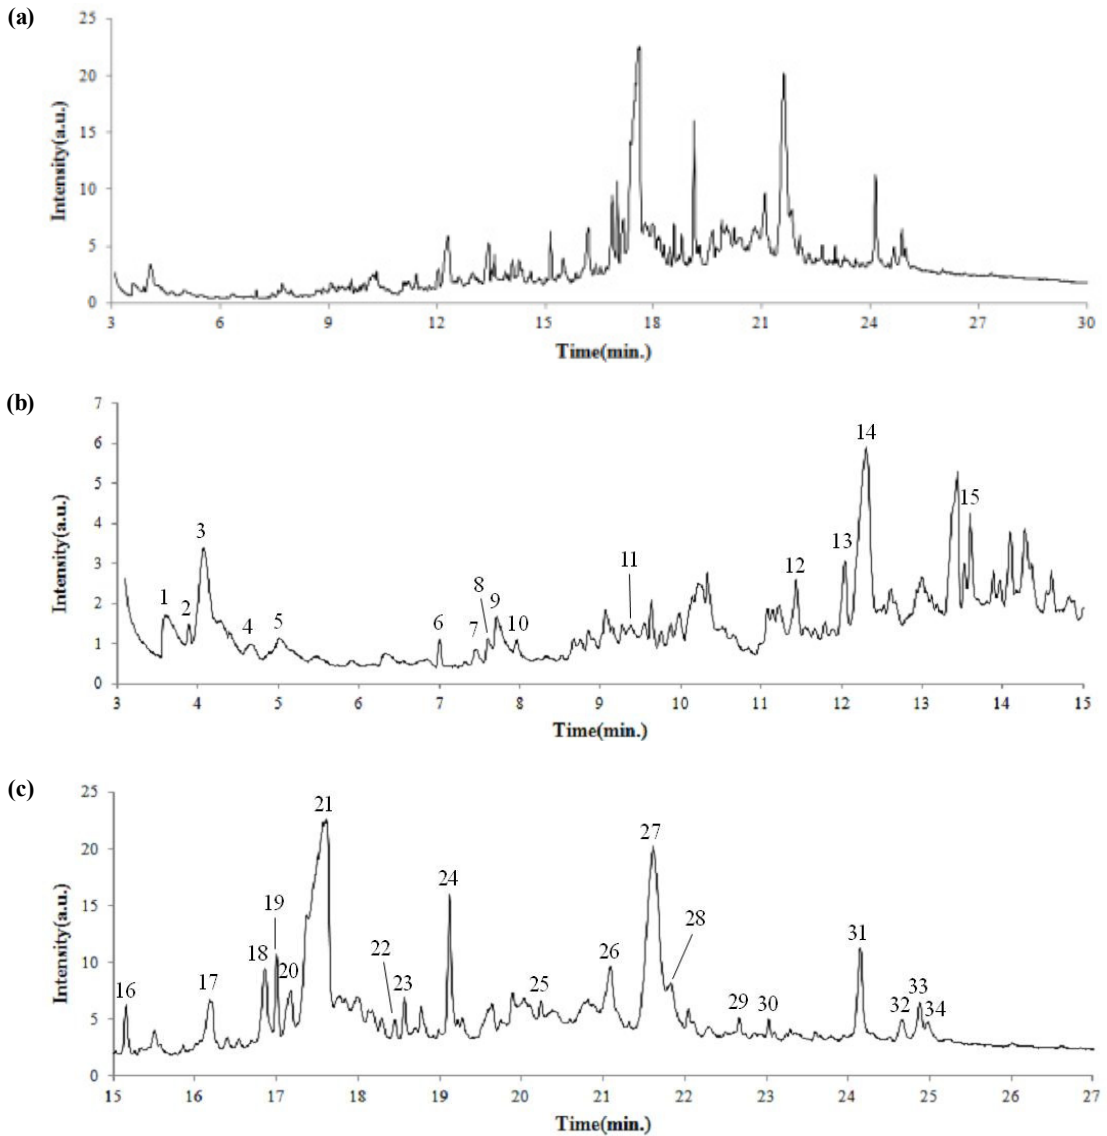 (a)
25
20
15
10
5
0
Intensity(a.u.)
3 6 9 12 15 18 21 24 27 30
Time(min.)
(b)
7
6
5
4
3
2
1
0
Intensity(a.u.)
1 2 3 4 5 6 7 8 9 10 11 12 13 14 15
3 4 5 6 7 8 9 10 11 12 13 14 15
Time(min.)
(c)
25
20
15
10
5
0
Intensity(a.u.)
16 17 18 19 20 21 22 23 24 25 26 27 28 29 30 31 32 33 34
15 16 17 18 19 20 21 22 23 24 25 26 27
Time(min.)